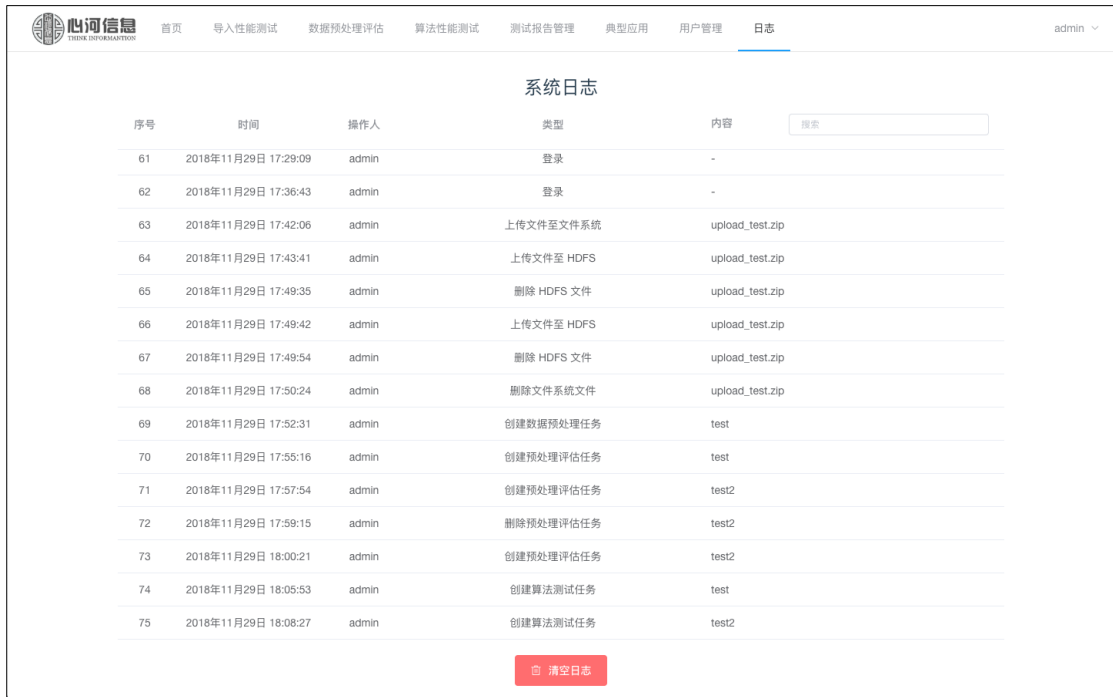 心河信息
THINK INFORMANTION
首页 导入性能测试 数据预处理评估 算法性能测试 测试报告管理 典型应用 用户管理 日志 admin
系统日志
序号 时间 操作人 类型 内容 搜索
61 2018年11月29日 17:29:09 admin 登录 -
62 2018年11月29日 17:36:43 admin 登录 -
63 2018年11月29日 17:42:06 admin 上传文件至文件系统 upload_test.zip
64 2018年11月29日 17:43:41 admin 上传文件至 HDFS upload_test.zip
65 2018年11月29日 17:49:35 admin 删除 HDFS 文件 upload_test.zip
66 2018年11月29日 17:49:42 admin 上传文件至 HDFS upload_test.zip
67 2018年11月29日 17:49:54 admin 删除 HDFS 文件 upload_test.zip
68 2018年11月29日 17:50:24 admin 删除文件系统文件 upload_test.zip
69 2018年11月29日 17:52:31 admin 创建数据预处理任务 test
70 2018年11月29日 17:55:16 admin 创建预处理评估任务 test
71 2018年11月29日 17:57:54 admin 创建预处理评估任务 test2
72 2018年11月29日 17:59:15 admin 删除预处理评估任务 test2
73 2018年11月29日 18:00:21 admin 创建预处理评估任务 test2
74 2018年11月29日 18:05:53 admin 创建算法测试任务 test
75 2018年11月29日 18:08:27 admin 创建算法测试任务 test2
清空日志